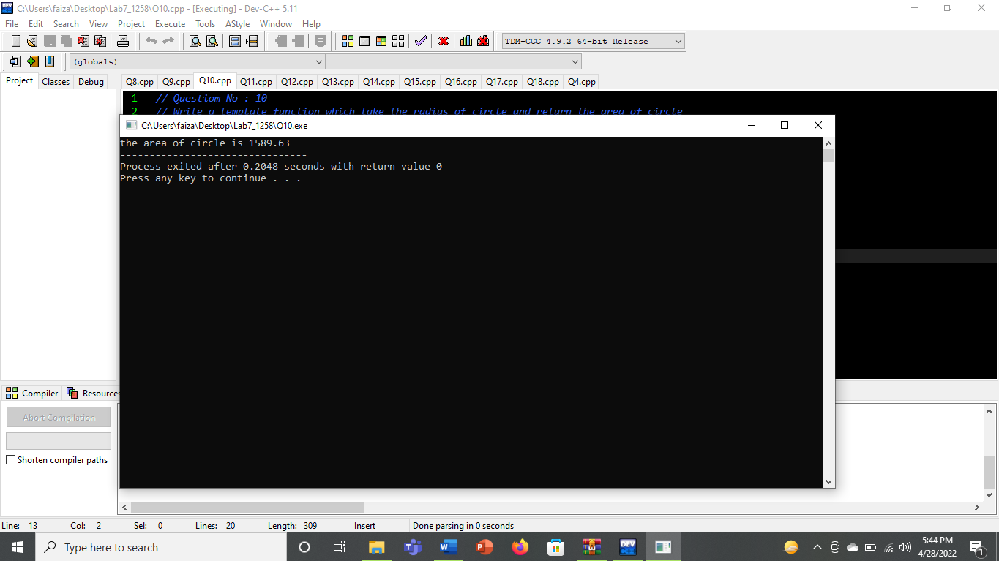 C:\Users\faiza\Desktop\Lab7_1258\Q10.cpp - [Executing] - Dev-C++ 5.11
File Edit Search View Project Execute Tools AStyle Window Help
TDM-GCC 4.9.2 64-bit Release
(globals)
Project Classes Debug Q8.cpp Q9.cpp Q10.cpp Q11.cpp Q12.cpp Q13.cpp Q14.cpp Q15.cpp Q16.cpp Q17.cpp Q18.cpp Q4.cpp
1 // Questiom No : 10
2 // Write a template function which take the radius of circle and return the area of circle
C:\Users\faiza\Desktop\Lab7_1258\Q10.exe
the area of circle is 1589.63
--------------------------------
Process exited after 0.2048 seconds with return value 0
Press any key to continue . . .
Compiler Resources
Abort Compilation
Shorten compiler paths
Line: 13 Col: 2 Sel: 0 Lines: 20 Length: 309 Insert Done parsing in 0 seconds
Type here to search
DEV
5:44 PM
4/28/2022
1